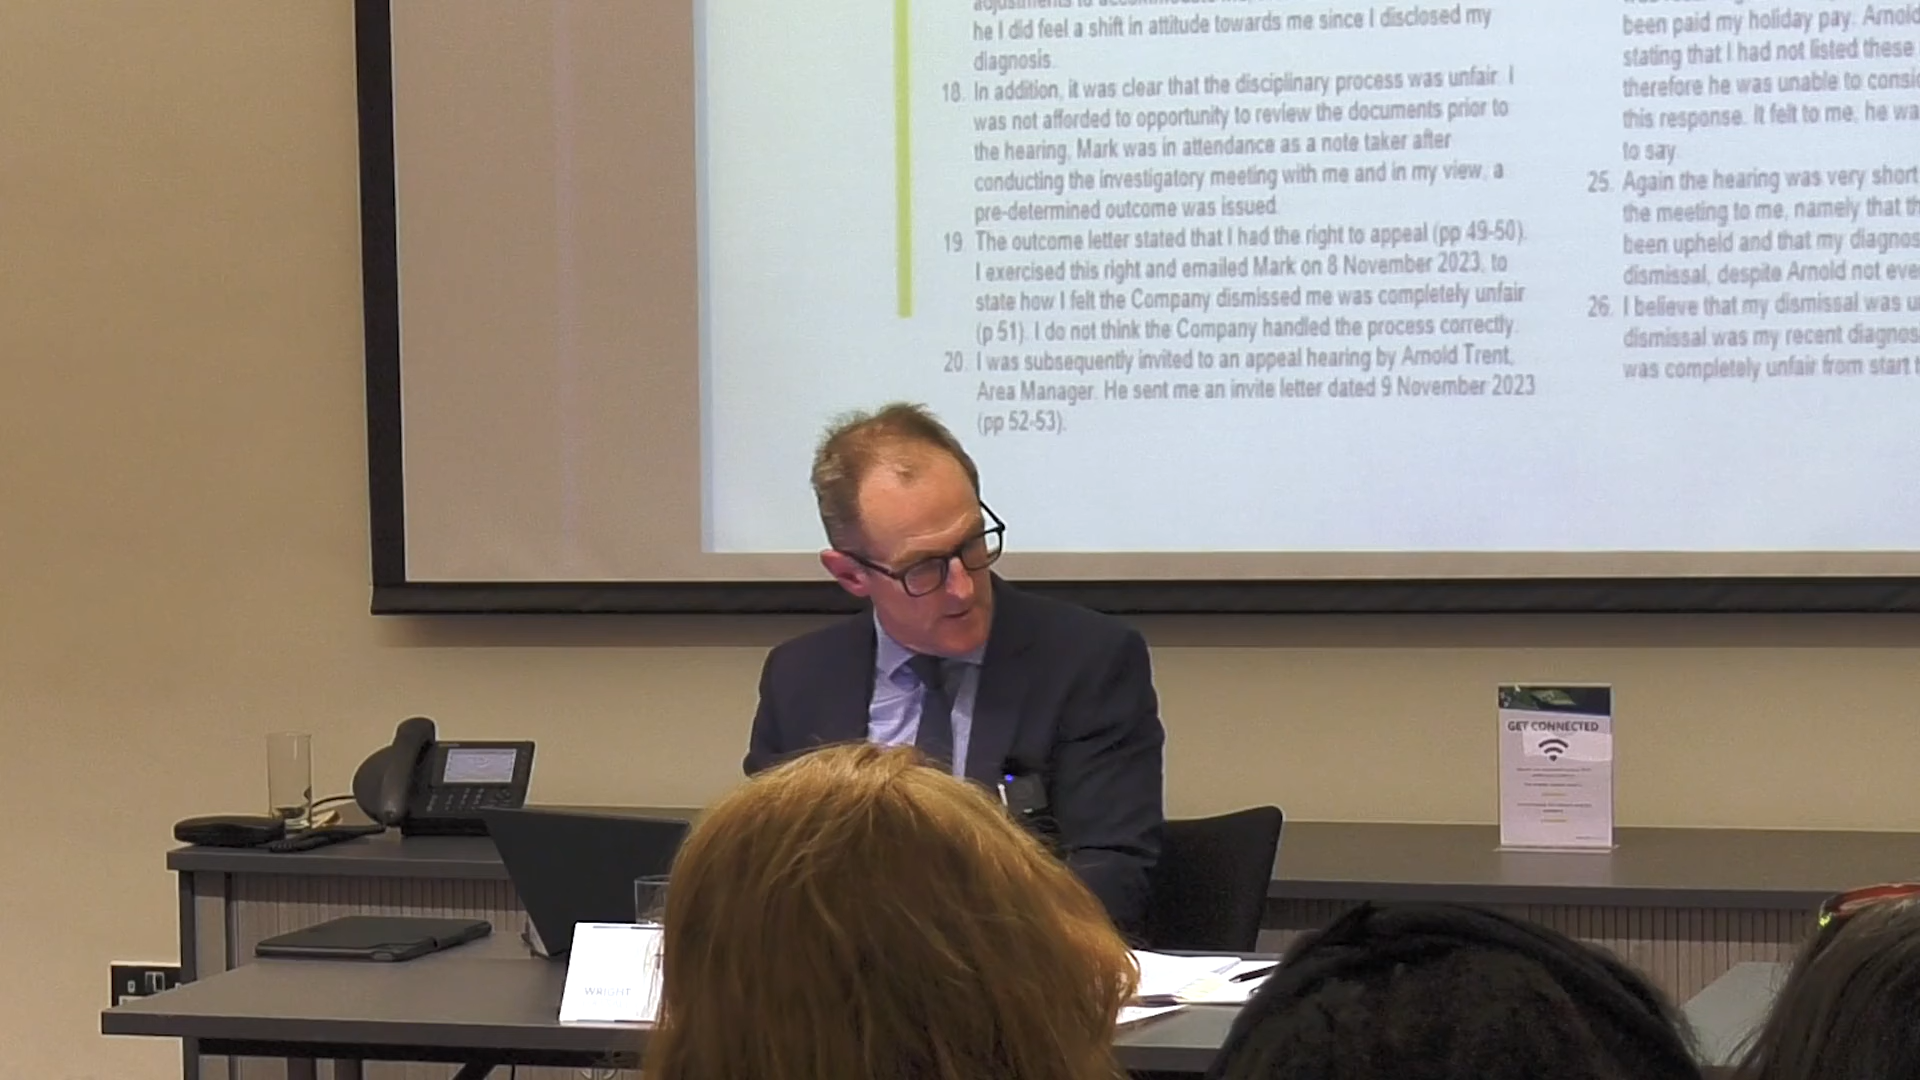 he I did feel a shift in attitude towards me since I disclosed my
diagnosis.
18. In addition, it was clear that the disciplinary process was unfair. I
was not afforded to opportunity to review the documents prior to
the hearing, Mark was in attendance as a note taker after
conducting the investigatory meeting with me and in my view, a
pre-determined outcome was issued.
19. The outcome letter stated that I had the right to appeal (pp 49-50).
I exercised this right and emailed Mark on 8 November 2023, to
state how I felt the Company dismissed me was completely unfair
(p 51). I do not think the Company handled the process correctly.
20. I was subsequently invited to an appeal hearing by Arnold Trent,
Area Manager. He sent me an invite letter dated 9 November 2023
(pp 52-53).
been paid my holiday pay. Arnold
stating that I had not listed these
therefore he was unable to consi
this response. It felt to me, he wa
to say.
25. Again the hearing was very short
the meeting to me, namely that th
been upheld and that my diagnos
dismissal, despite Arnold not eve
26. I believe that my dismissal was u
dismissal was my recent diagnos
was completely unfair from start t
GET CONNECTED
WRIGHT